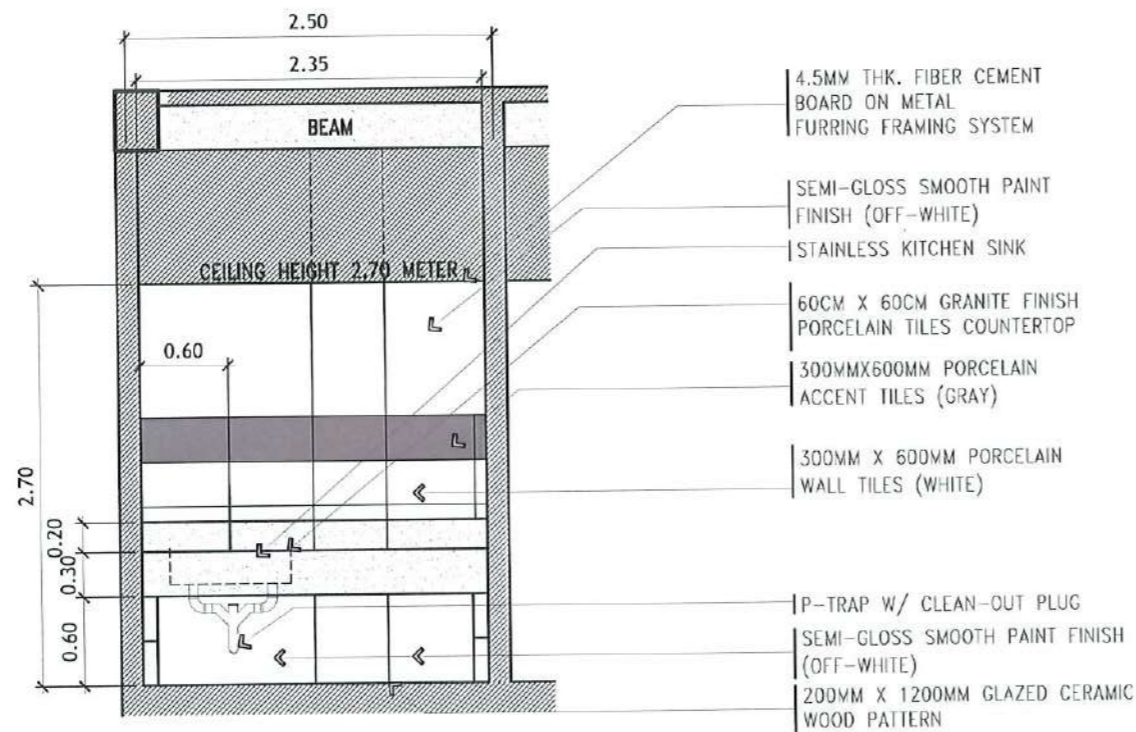 2.50
2.35
BEAM
CEILING HEIGHT 2.70 METER
0.60
2.70
0.20
0.30
0.60
4.5MM THK. FIBER CEMENT
BOARD ON METAL
FURRING FRAMING SYSTEM
SEMI-GLOSS SMOOTH PAINT
FINISH (OFF-WHITE)
STAINLESS KITCHEN SINK
60CM X 60CM GRANITE FINISH
PORCELAIN TILES COUNTERTOP
300MMX600MM PORCELAIN
ACCENT TILES (GRAY)
300MM X 600MM PORCELAIN
WALL TILES (WHITE)
P-TRAP W/ CLEAN-OUT PLUG
SEMI-GLOSS SMOOTH PAINT FINISH
(OFF-WHITE)
200MM X 1200MM GLAZED CERAMIC
WOOD PATTERN